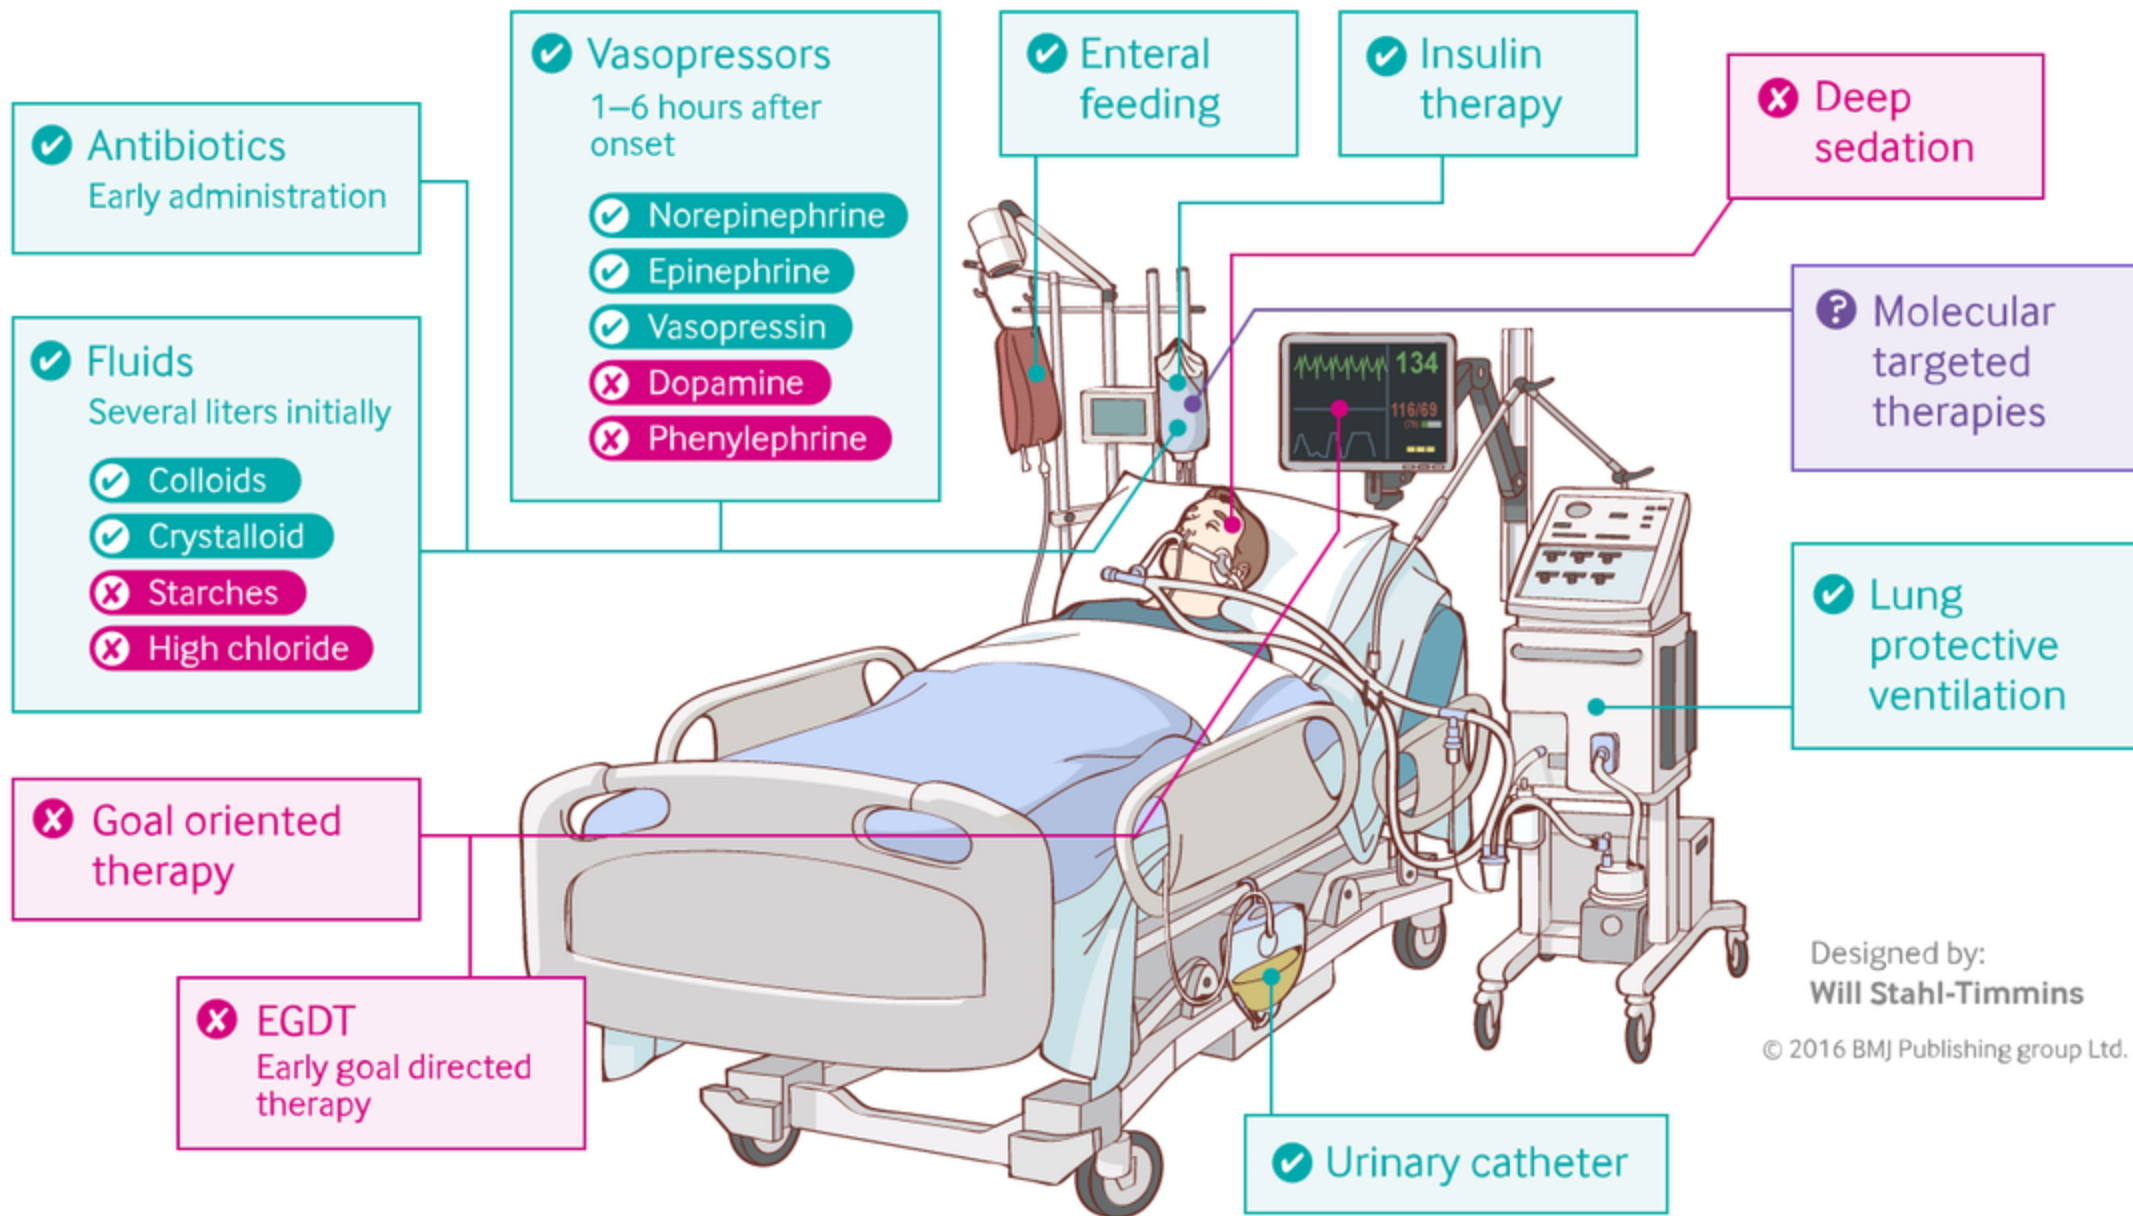 Antibiotics
Early administration
Fluids
Several liters initially
Colloids
Crystalloid
Starches
High chloride
Goal oriented
therapy
EGDT
Early goal directed
therapy
Vasopressors
1–6 hours after
onset
Norepinephrine
Epinephrine
Vasopressin
Dopamine
Phenylephrine
Enteral
feeding
Insulin
therapy
Deep
sedation
? Molecular
targeted
therapies
134
116/69
(79)
Lung
protective
ventilation
Urinary catheter
Designed by:
Will Stahl-Timmins
© 2016 BMJ Publishing group Ltd.